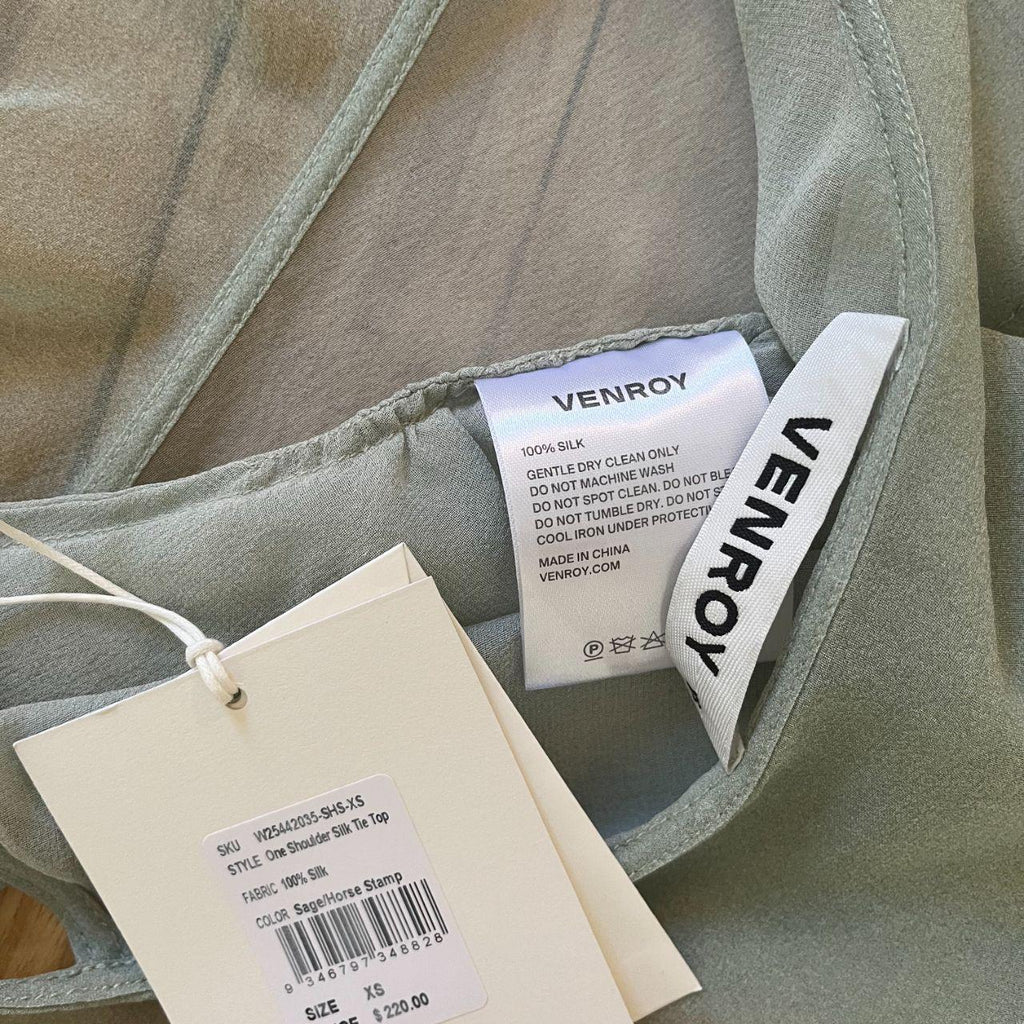 VENROY
100% SILK
GENTLE DRY CLEAN ONLY
DO NOT MACHINE WASH
DO NOT SPOT CLEAN. DO NOT BLE
DO NOT TUMBLE DRY. DO NOT S
COOL IRON UNDER PROTECTI
MADE IN CHINA
VENROY.COM
P
VENROY
SKU W25442035-SHS-XS
STYLE One Shoulder Silk Tie Top
FABRIC 100% Silk
COLOR Sage/Horse Stamp
9 346797 348828
SIZE XS
$220.00